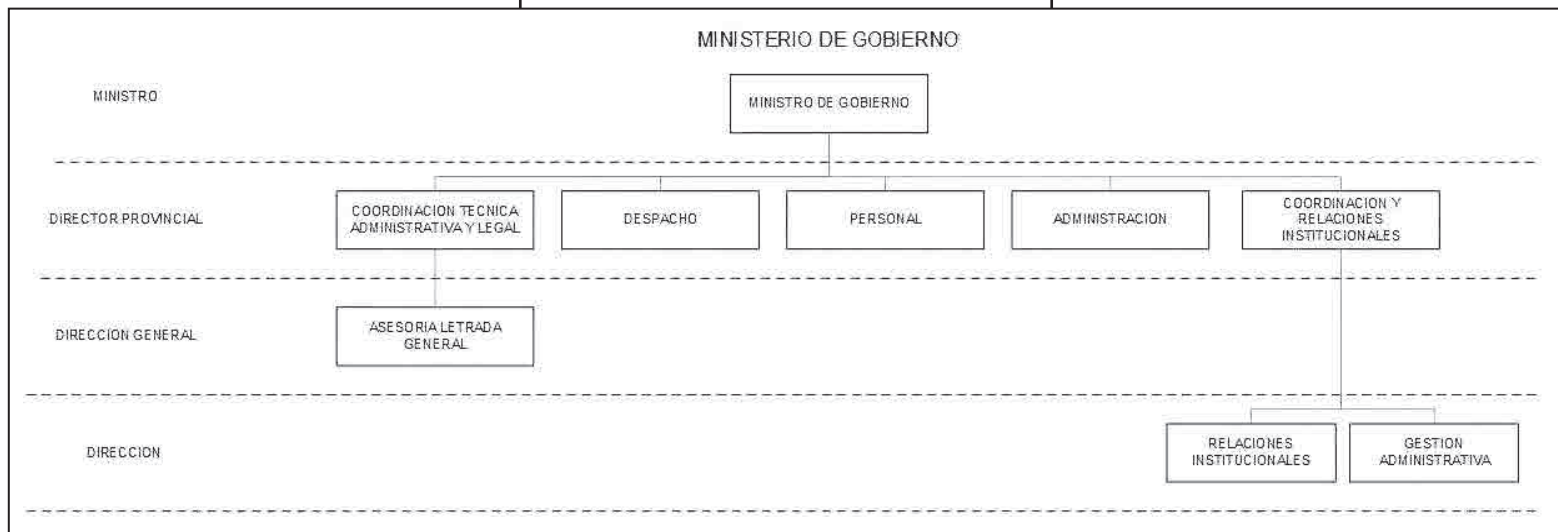 MINISTERIO DE GOBIERNO
MINISTRO
MINISTRO DE GOBIERNO
DIRECTOR PROVINCIAL
COORDINACION TECNICA
ADMINISTRATIVA Y LEGAL
DESPACHO
PERSONAL
ADMINISTRACION
COORDINACION Y
RELACIONES
INSTITUCIONALES
DIRECCION GENERAL
ASESORIA LETRADA
GENERAL
DIRECCION
RELACIONES
INSTITUCIONALES
GESTION
ADMINISTRATIVA